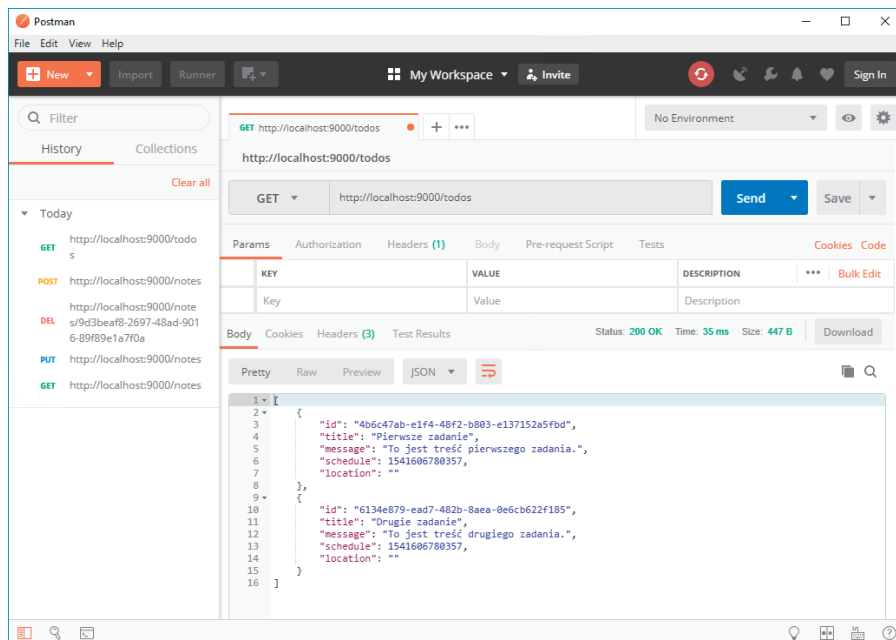 Postman
File Edit View Help
New Import Runner My Workspace Invite Sign In
Filter
History Collections
Clear all
Today
GET http://localhost:9000/todo
s
POST http://localhost:9000/notes
DEL http://localhost:9000/note
s/9d3beaf8-2697-48ad-901
6-89f89e1a7f0a
PUT http://localhost:9000/notes
GET http://localhost:9000/notes
GET http://localhost:9000/todos
No Environment
http://localhost:9000/todos
GET http://localhost:9000/todos Send Save
Params Authorization Headers (1) Body Pre-request Script Tests Cookies Code
KEY VALUE DESCRIPTION Bulk Edit
Key Value Description
Body Cookies Headers (3) Test Results Status: 200 OK Time: 35 ms Size: 447 B Download
Pretty Raw Preview JSON
1 [
2 {
3 "id": "4b6c47ab-e1f4-48f2-b803-e137152a5fbd",
4 "title": "Pierwsze zadanie",
5 "message": "To jest treść pierwszego zadania.",
6 "schedule": 1541606780357,
7 "location": ""
8 },
9 {
10 "id": "6134e879-ead7-482b-8aea-0e6cb622f185",
11 "title": "Drugie zadanie",
12 "message": "To jest treść drugiego zadania.",
13 "schedule": 1541606780357,
14 "location": ""
15 }
16 ]